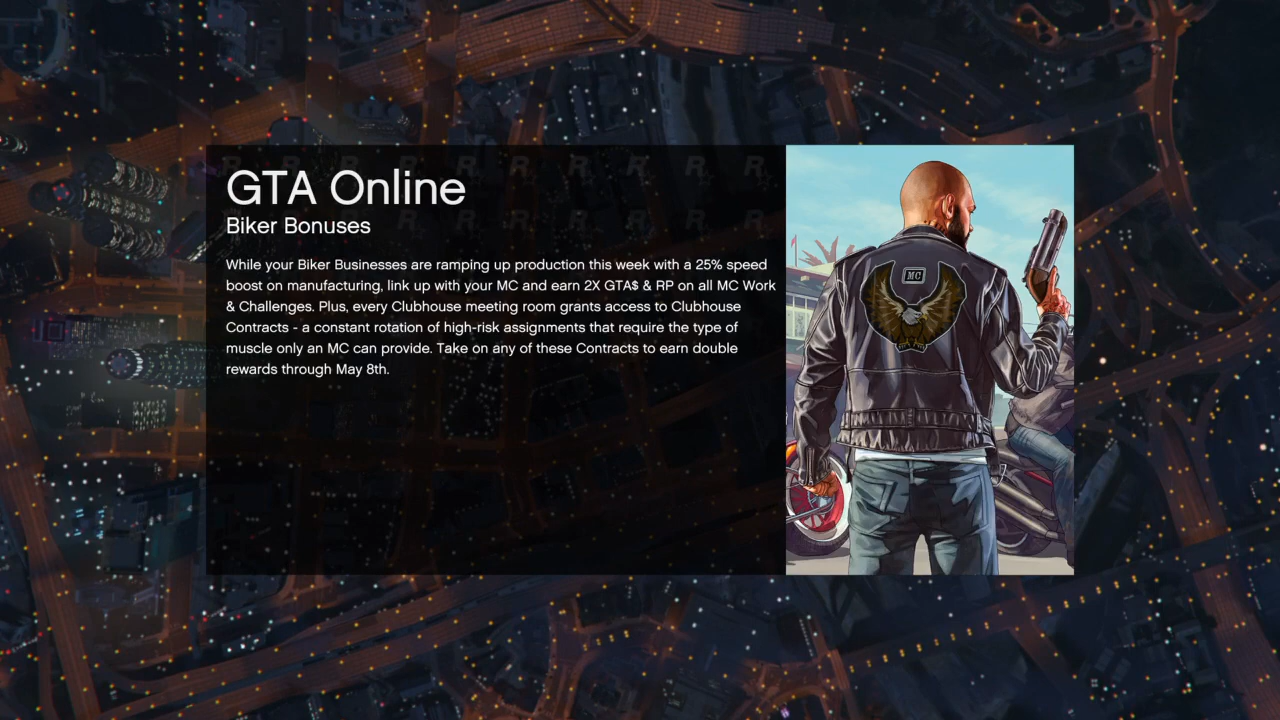 GTA Online
Biker Bonuses
While your Biker Businesses are ramping up production this week with a 25% speed
boost on manufacturing, link up with your MC and earn 2X GTA$ & RP on all MC Work
& Challenges. Plus, every Clubhouse meeting room grants access to Clubhouse
Contracts - a constant rotation of high-risk assignments that require the type of
muscle only an MC can provide. Take on any of these Contracts to earn double
rewards through May 8th.
MC